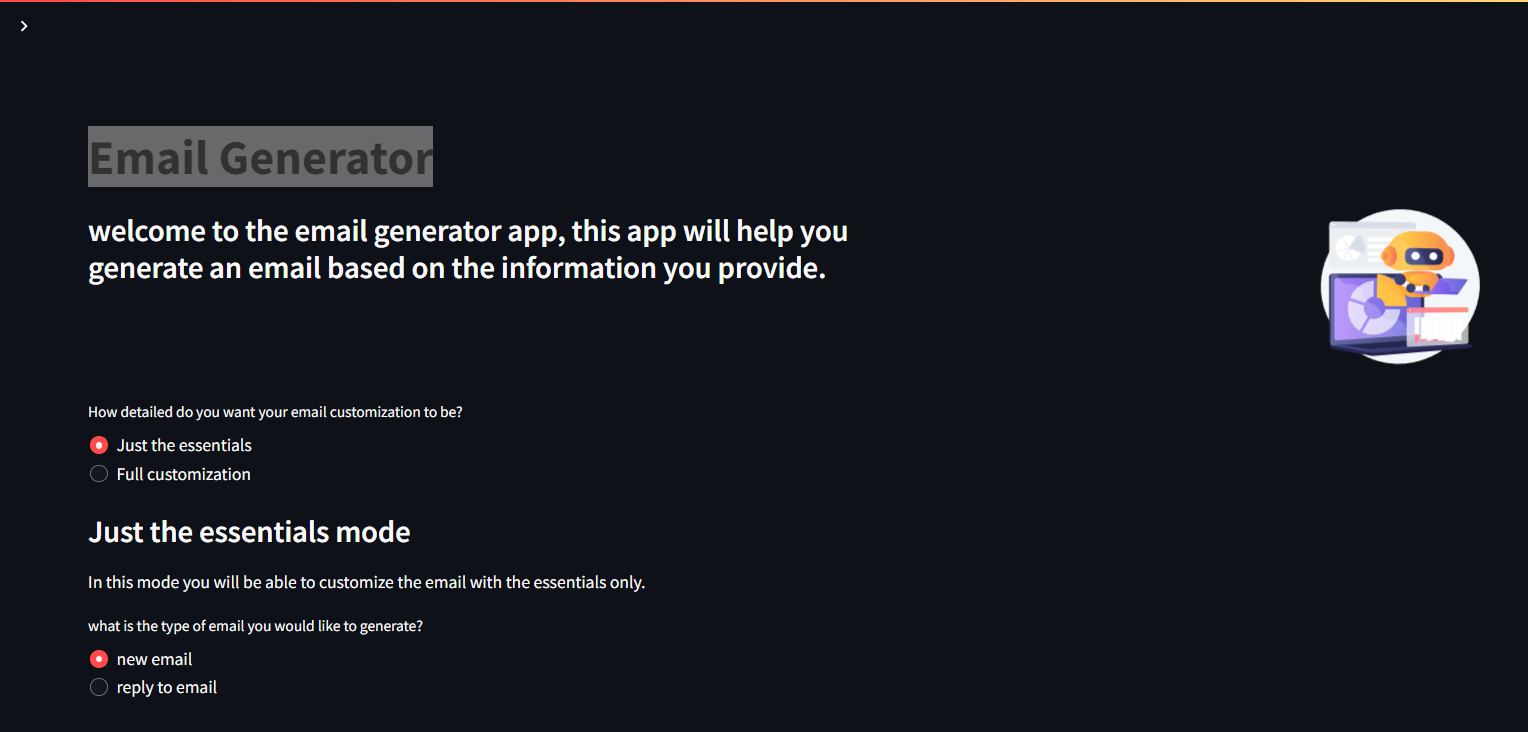 Email Generator
welcome to the email generator app, this app will help you
generate an email based on the information you provide.
How detailed do you want your email customization to be?
Just the essentials
Full customization
Just the essentials mode
In this mode you will be able to customize the email with the essentials only.
what is the type of email you would like to generate?
new email
reply to email